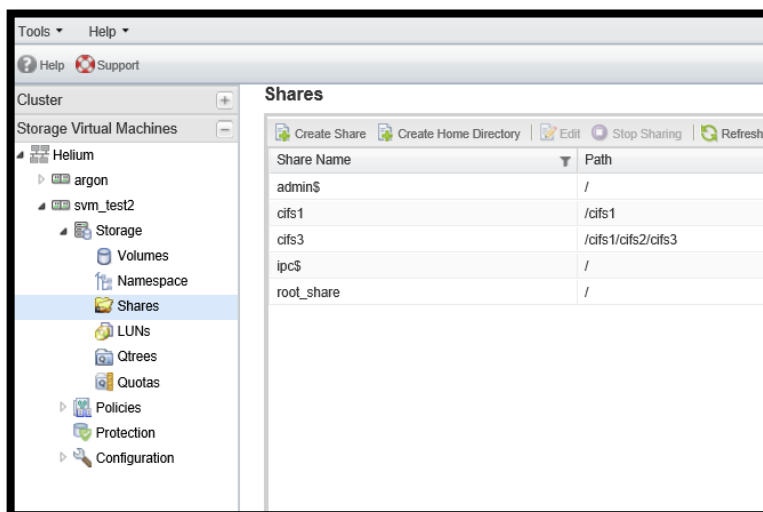 Tools Help
Help Support
Cluster
Storage Virtual Machines
Helium
argon
svm_test2
Storage
Volumes
Namespace
Shares
LUNs
Qtrees
Quotas
Policies
Protection
Configuration
Shares
Create Share Create Home Directory Edit Stop Sharing Refresh
Share Name Path
admin$ /
cifs1 /cifs1
cifs3 /cifs1/cifs2/cifs3
ipc$ /
root_share /